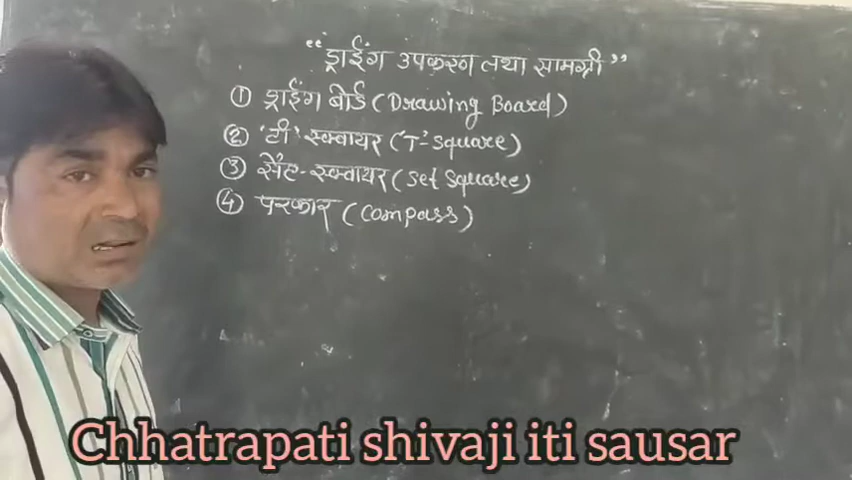 “ड्राईंग उपकरण तथा सामग्री”
① ड्राईंग बोर्ड (Drawing Board)
② 'टी' स्क्वायर ('T'-Square)
③ सैट-स्क्वायर (Set Square)
④ परकार (Compass)
Chhatrapati shivaji iti sausar